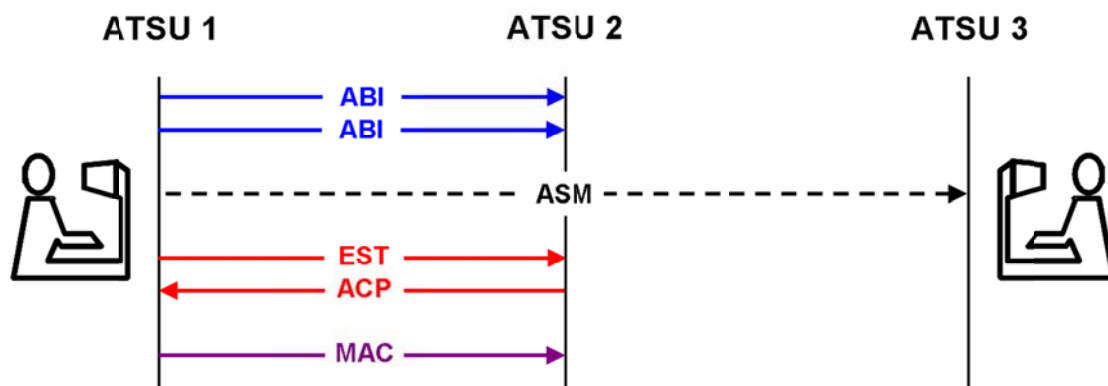 ATSU 1 ATSU 2 ATSU 3
ABI
ABI
ASM
EST
ACP
MAC